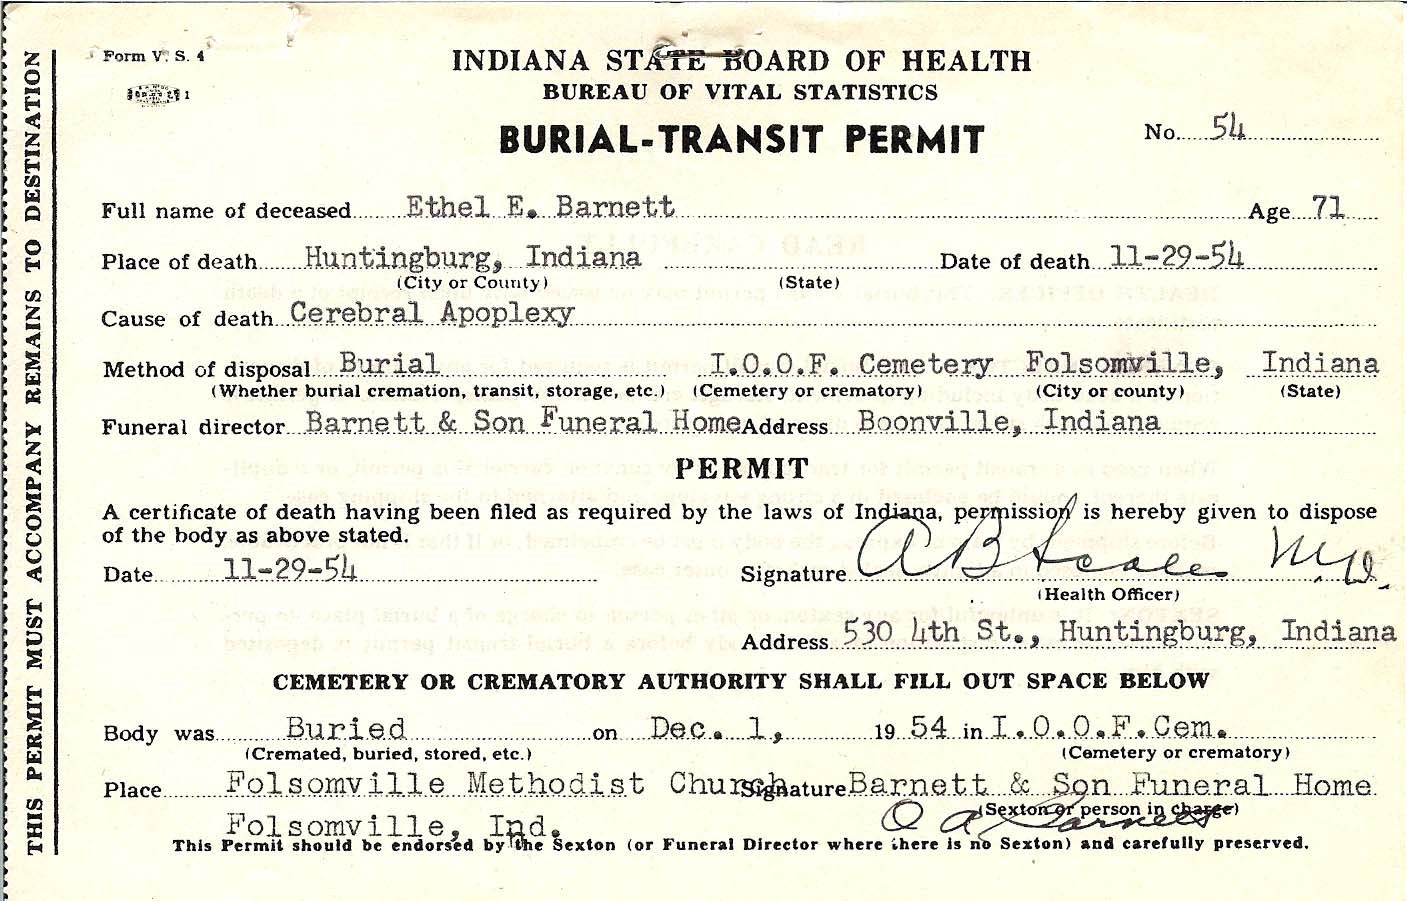 Form V. S. 4
1
INDIANA STATE BOARD OF HEALTH
BUREAU OF VITAL STATISTICS
BURIAL-TRANSIT PERMIT
No. 54
THIS PERMIT MUST ACCOMPANY REMAINS TO DESTINATION
Full name of deceased Ethel E. Barnett Age 71
Place of death Huntingburg, Indiana Date of death 11-29-54
(City or County) (State)
Cause of death Cerebral Apoplexy
Method of disposal Burial I.O.O.F. Cemetery Folsomville, Indiana
(Whether burial cremation, transit, storage, etc.) (Cemetery or crematory) (City or county) (State)
Funeral director Barnett & Son Funeral Home Address Boonville, Indiana
PERMIT
A certificate of death having been filed as required by the laws of Indiana, permission is hereby given to dispose
of the body as above stated.
Date 11-29-54 Signature A B M.D.
(Health Officer)
Address 530 4th St., Huntingburg, Indiana
CEMETERY OR CREMATORY AUTHORITY SHALL FILL OUT SPACE BELOW
Body was Buried on Dec. 1, 1954 in I.O.O.F.Cem.
(Cremated, buried, stored, etc.) (Cemetery or crematory)
Place Folsomville Methodist Church Signature Barnett & Son Funeral Home
(Sexton or person in charge)
Folsomville, Ind. O A Barnett
This Permit should be endorsed by the Sexton (or Funeral Director where there is no Sexton) and carefully preserved.